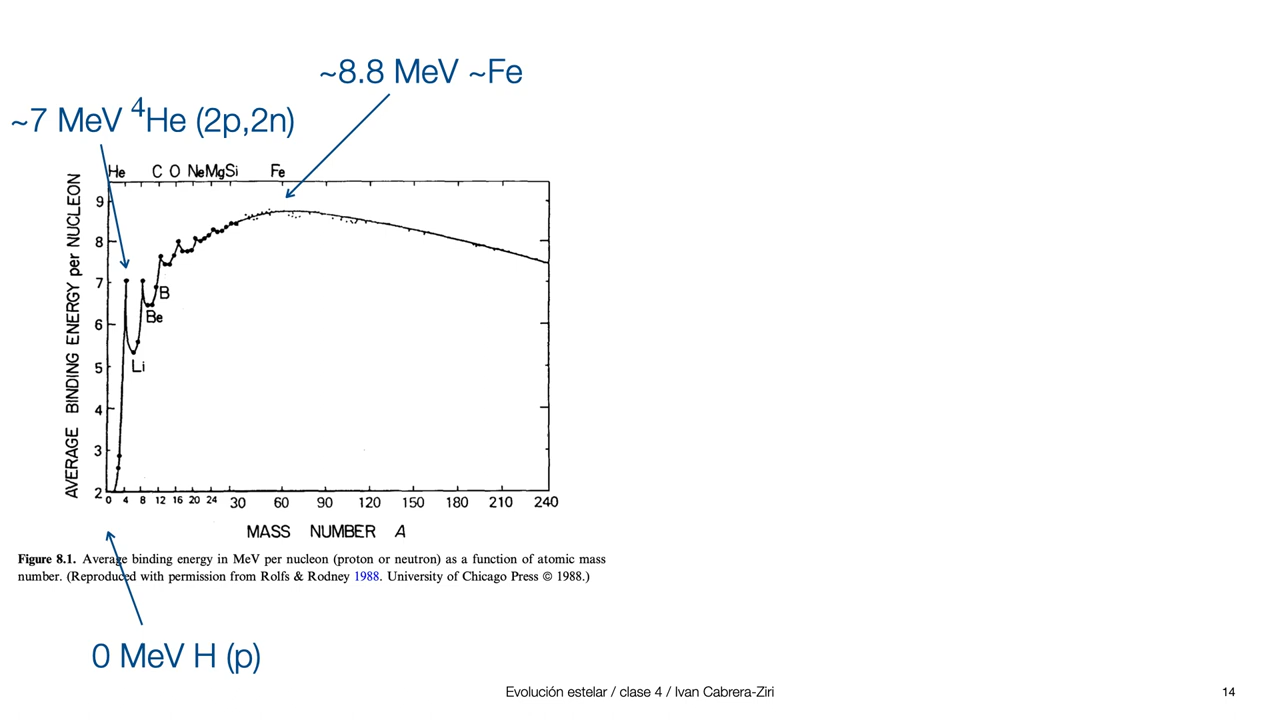 ~8.8 MeV ~Fe
~7 MeV ⁴He (2p,2n)
He C O Ne Mg Si Fe
AVERAGE BINDING ENERGY per NUCLEON
9
8
7
6
5
4
3
2
B
Be
Li
0 4 8 12 16 20 24 30 60 90 120 150 180 210 240
MASS NUMBER A
Figure 8.1. Average binding energy in MeV per nucleon (proton or neutron) as a function of atomic mass
number. (Reproduced with permission from Rolfs & Rodney 1988. University of Chicago Press © 1988.)
0 MeV H (p)
Evolución estelar / clase 4 / Ivan Cabrera-Ziri
14